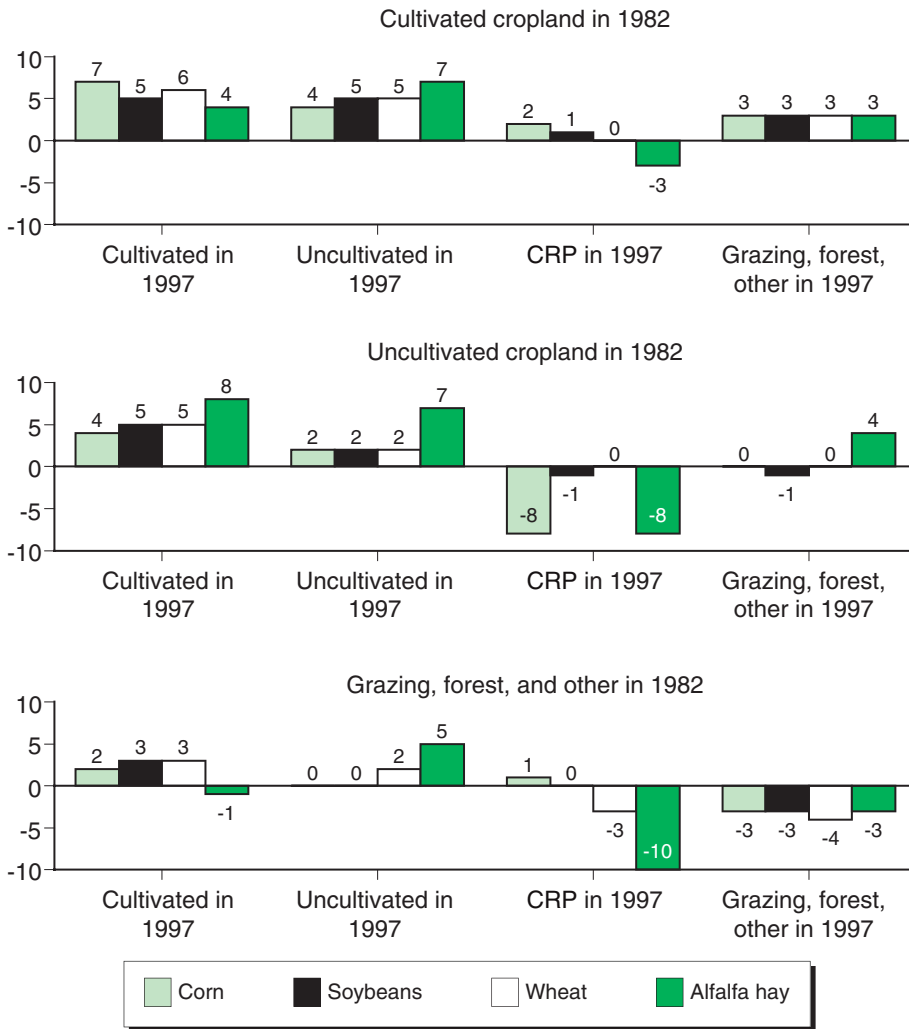 Cultivated cropland in 1982
10
5
0
-5
-10
7 5 6 4 4 5 5 7 2 1 0 -3 3 3 3 3
Cultivated in 1997
Uncultivated in 1997
CRP in 1997
Grazing, forest, other in 1997
Uncultivated cropland in 1982
10
5
0
-5
-10
4 5 5 8 2 2 2 7 -8 -1 0 -8 0 -1 0 4
Cultivated in 1997
Uncultivated in 1997
CRP in 1997
Grazing, forest, other in 1997
Grazing, forest, and other in 1982
10
5
0
-5
-10
2 3 3 -1 0 0 2 5 1 0 -3 -10 -3 -3 -4 -3
Cultivated in 1997
Uncultivated in 1997
CRP in 1997
Grazing, forest, other in 1997
Corn Soybeans Wheat Alfalfa hay